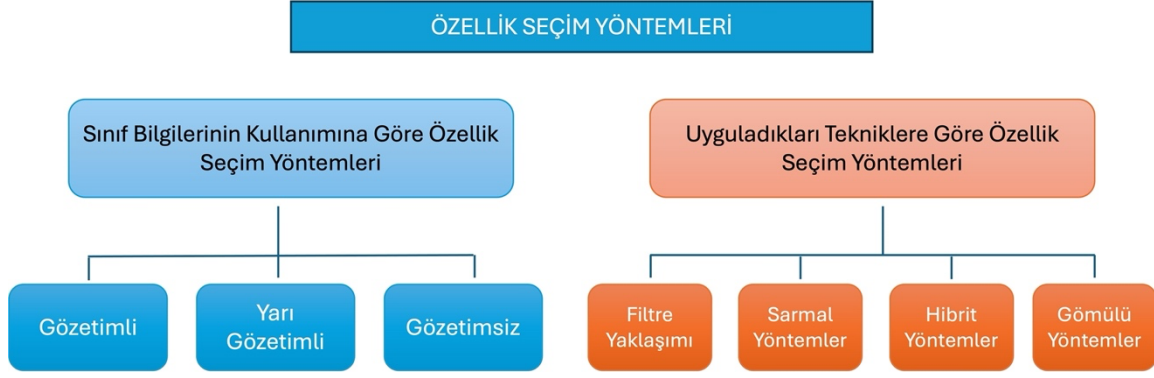 ÖZELLİK SEÇİM YÖNTEMLERİ
Sınıf Bilgilerinin Kullanımına Göre Özellik
Seçim Yöntemleri
Uyguladıkları Tekniklere Göre Özellik
Seçim Yöntemleri
Gözetimli
Yarı
Gözetimli
Gözetimsiz
Filtre
Yaklaşımı
Sarmal
Yöntemler
Hibrit
Yöntemler
Gömülü
Yöntemler